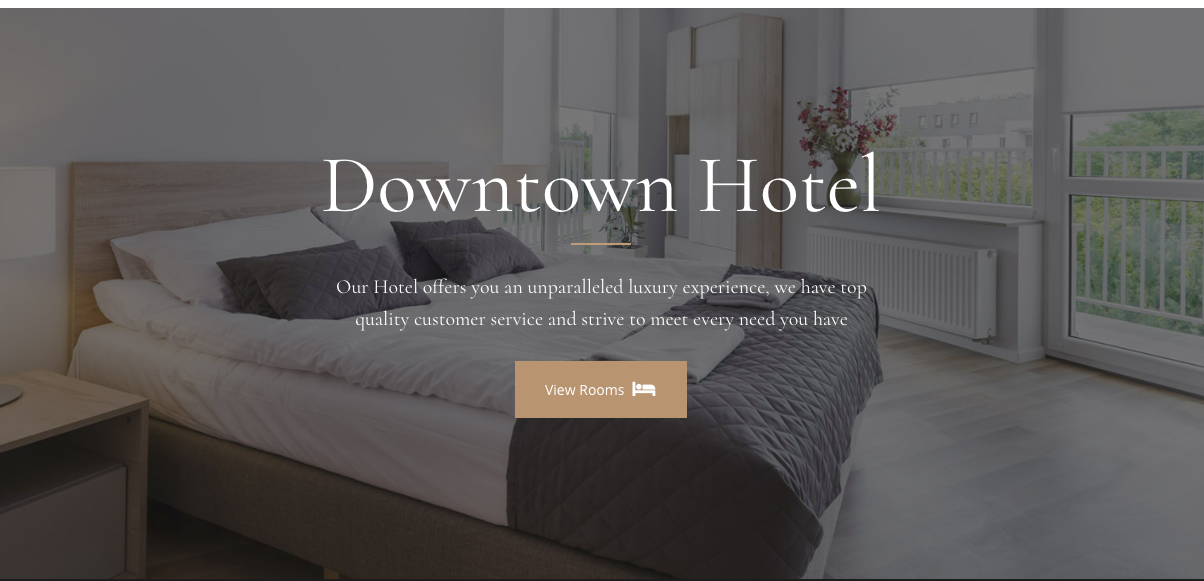 Downtown Hotel
Our Hotel offers you an unparalleled luxury experience, we have top
quality customer service and strive to meet every need you have
View Rooms